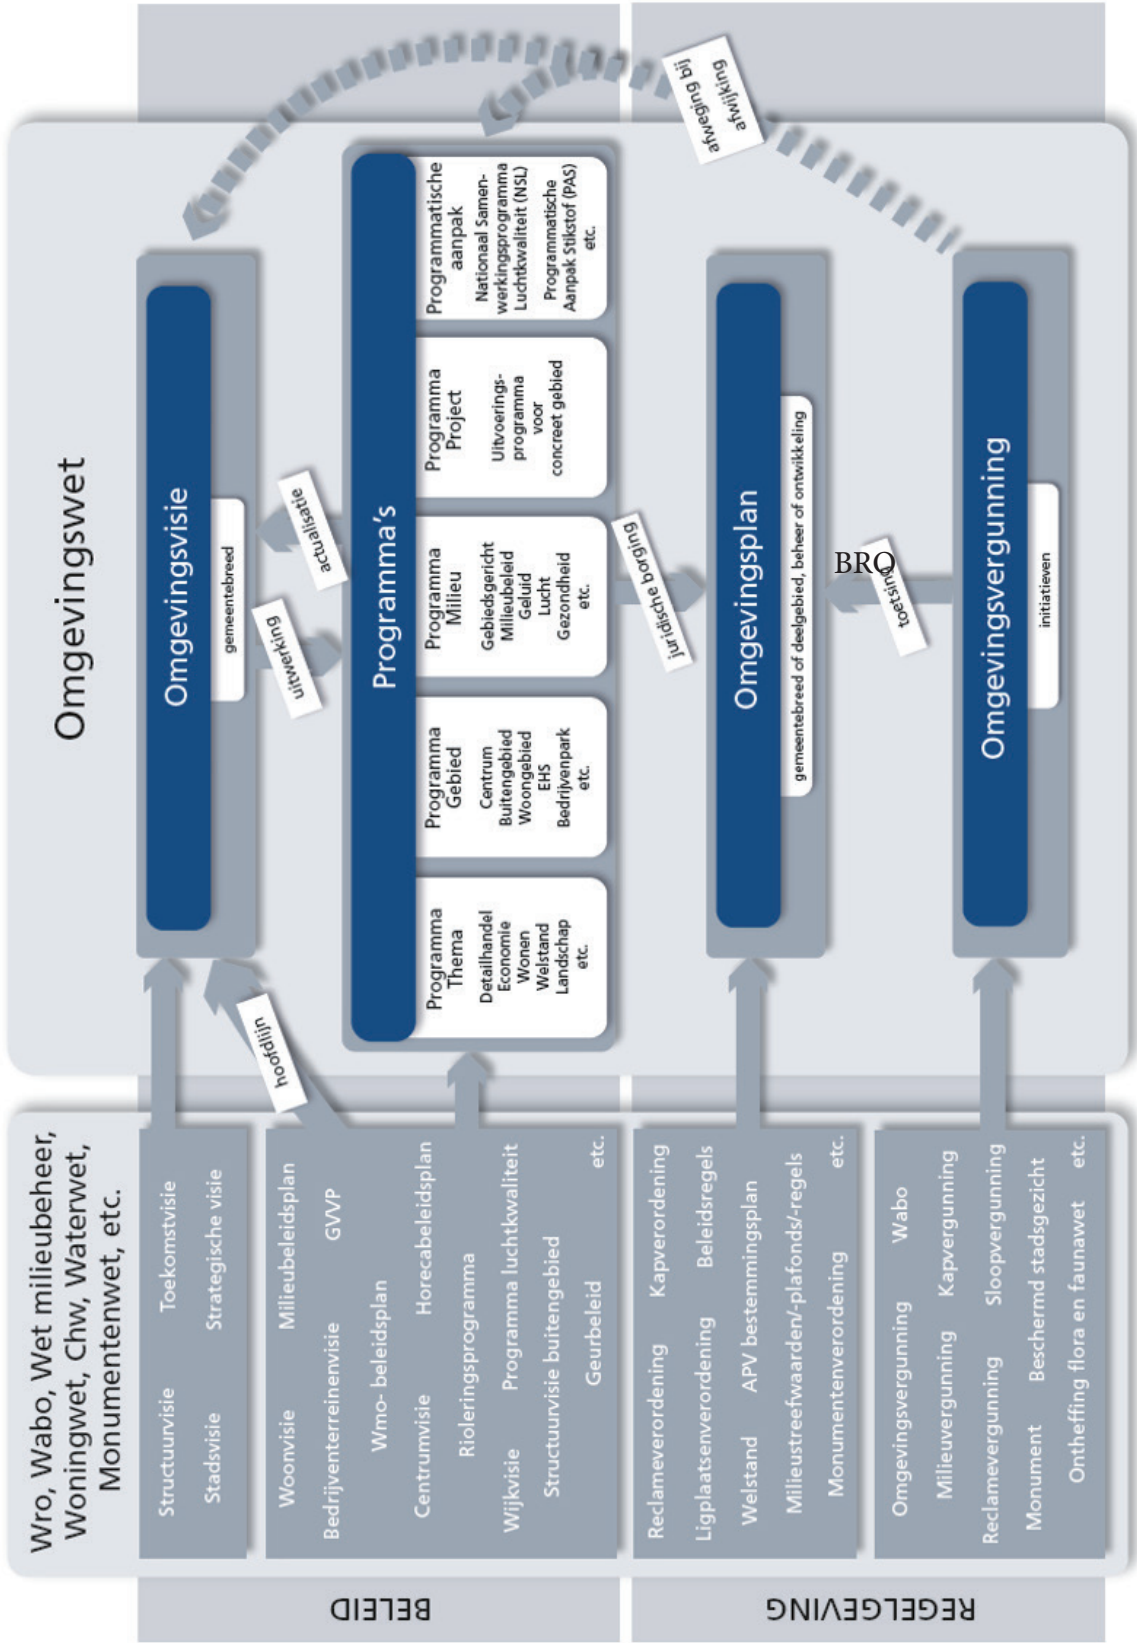 Wro, Wabo, Wet milieubeheer,
Woningwet, Chw, Waterwet,
Monumentenwet, etc.
Omgevingswet
BELEID
Structuurvisie Toekomstvisie
Stadsvisie Strategische visie
Woonvisie Milieubeleidsplan
Bedrijventerreinenvisie GVVP
Wmo- beleidsplan
Centrumvisie Horecabeleidsplan
Rioleringsprogramma
Wijkvisie Programma luchtkwaliteit
Structuurvisie buitengebied
Geurbeleid etc.
hoofdlijn
Omgevingsvisie
gemeentebreed
uitwerking
actualisatie
Programma's
Programma
Thema
Detailhandel
Economie
Wonen
Welstand
Landschap
etc.
Programma
Gebied
Centrum
Buitengebied
Woongebied
EHS
Bedrijvenpark
etc.
Programma
Milieu
Gebiedsgericht
Milieubeleid
Geluid
Lucht
Gezondheid
etc.
Programma
Project
Uitvoerings-
programma
voor
concreet gebied
Programmatische
aanpak
Nationaal Samen-
werkingsprogramma
Luchtkwaliteit (NSL)
Programmatische
Aanpak Stikstof (PAS)
etc.
juridische borging
afweging bij
afwijking
REGELGEVING
Reclameverordening Kapverordening
Ligplaatsenverordening Beleidsregels
Welstand APV bestemmingsplan
Milieustreefwaarden/-plafonds/-regels
Monumentenverordening etc.
Omgevingsplan
gemeentebreed of deelgebied, beheer of ontwikkeling
BRO
toetsing
Omgevingsvergunning Wabo
Milieuvergunning Kapvergunning
Reclamevergunning Sloopvergunning
Monument Beschermd stadsgezicht
Ontheffing flora en faunawet etc.
Omgevingsvergunning
initiatieven